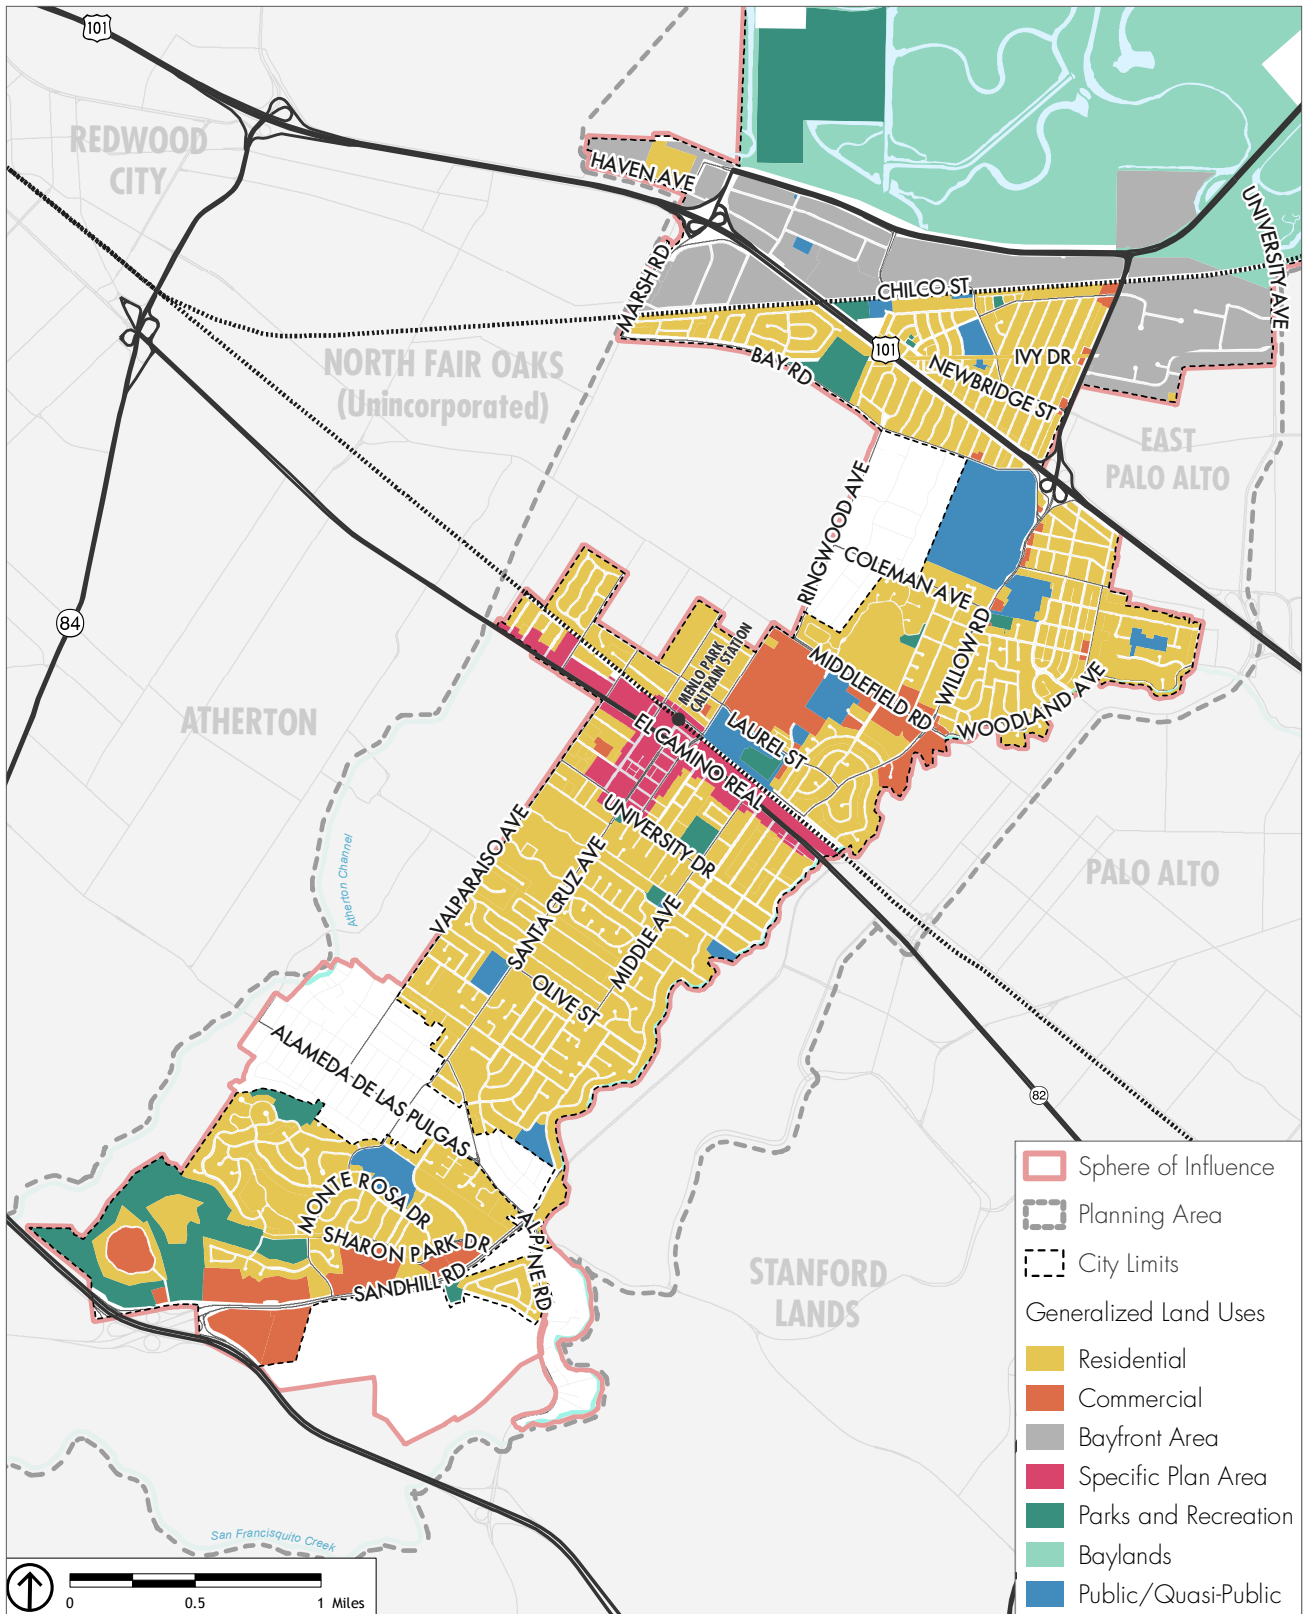 101
REDWOOD
CITY
HAVEN AVE
UNIVERSITY AVE
MARSH RD
CHILCO ST
NORTH FAIR OAKS
(Unincorporated)
BAY RD
101
IVY DR
NEWBRIDGE ST
EAST
PALO ALTO
RINGWOOD AVE
COLEMAN AVE
84
WILLOW RD
MENLO PARK
CALTRAIN STATION
MIDDLEFIELD RD
WOODLAND AVE
ATHERTON
LAUREL ST
EL CAMINO REAL
UNIVERSITY DR
VALPARAISO AVE
SANTA CRUZ AVE
Atherton Channel
PALO ALTO
MIDDLE AVE
OLIVE ST
ALAMEDA DE LAS PULGAS
82
MONTE ROSA DR
SHARON PARK DR
ALPINE RD
SANDHILL RD
STANFORD
LANDS
San Francisquito Creek
Sphere of Influence
Planning Area
City Limits
Generalized Land Uses
Residential
Commercial
Bayfront Area
Specific Plan Area
Parks and Recreation
Baylands
Public/Quasi-Public
0 0.5 1 Miles